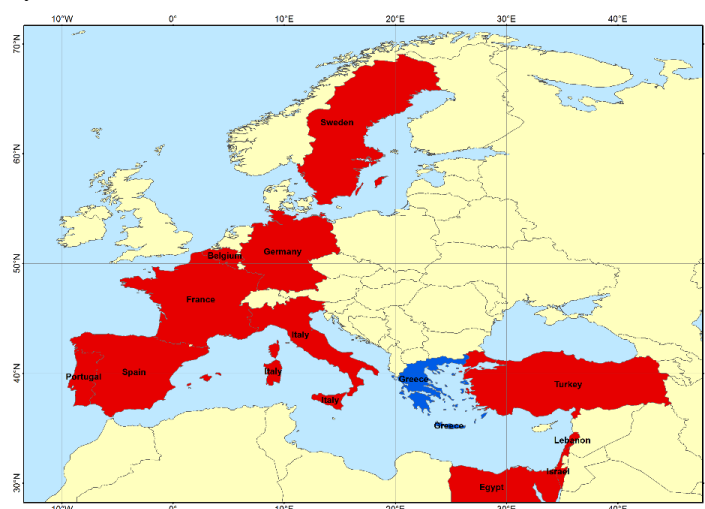 10°W 0° 10°E 20°E 30°E 40°E
70°N
Sweden
60°N
Belgium Germany
50°N
France
Italy
Portugal Spain Italy Greece Turkey
40°N
Italy
Greece
Lebanon
Israel
Egypt
30°N
10°W 0° 10°E 20°E 30°E 40°E